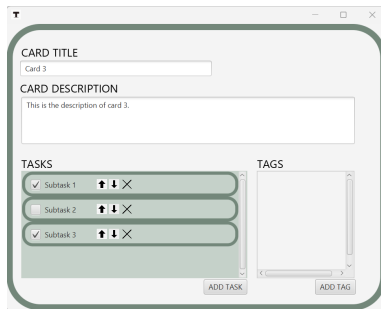 T
CARD TITLE
Card 3
CARD DESCRIPTION
This is the description of card 3.
TASKS
TAGS
Subtask 1
Subtask 2
Subtask 3
ADD TASK
ADD TAG